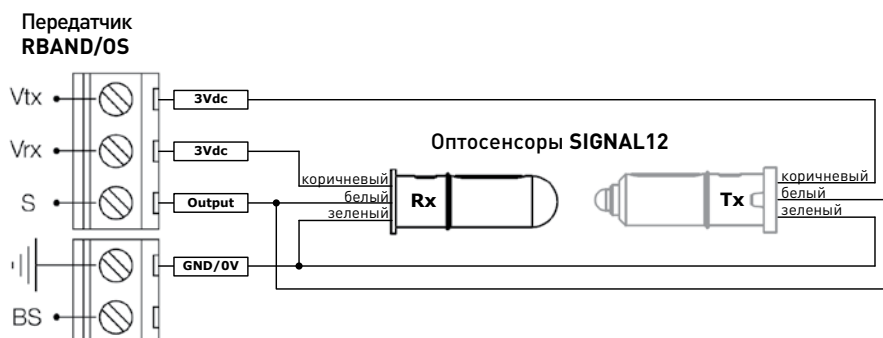 Передатчик
RBAND/OS
Vtx
3Vdc
Vrx
3Vdc
Оптосенсоры SIGNAL12
S
Output
коричневый
белый
зеленый
Rx
Tx
коричневый
белый
зеленый
GND/0V
BS